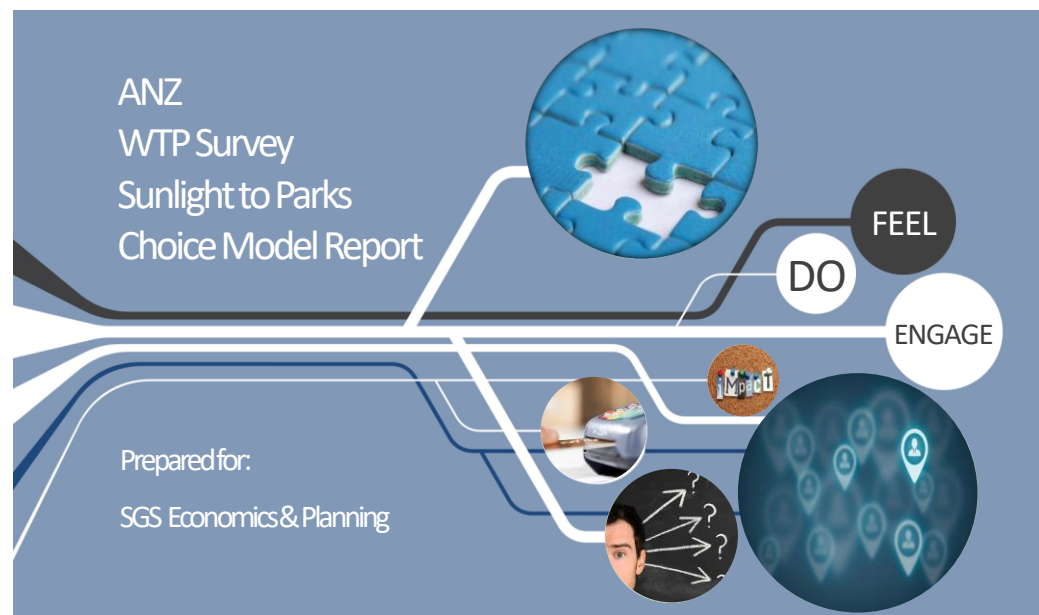 ANZ
WTP Survey
Sunlight to Parks
Choice Model Report
FEEL
DO
ENGAGE
iMpacT
Prepared for:
SGS Economics & Planning
?
?
?
?
?